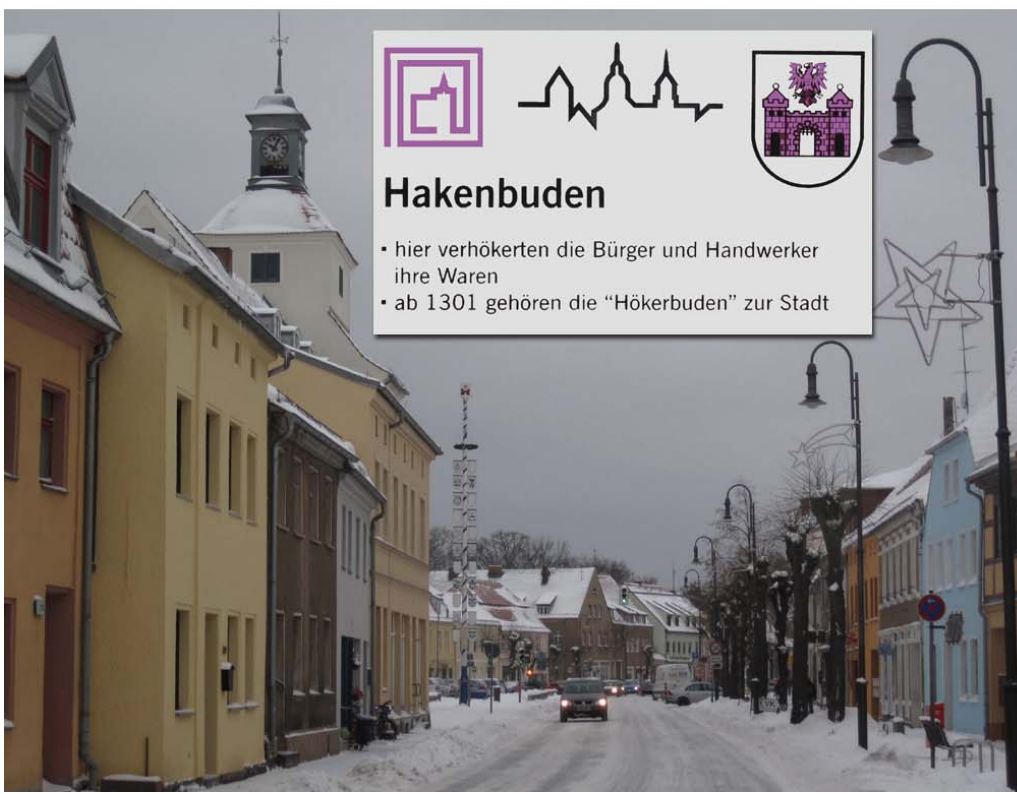 Hakenbuden
▪ hier verhökerten die Bürger und Handwerker
ihre Waren
▪ ab 1301 gehören die “Hökerbuden” zur Stadt